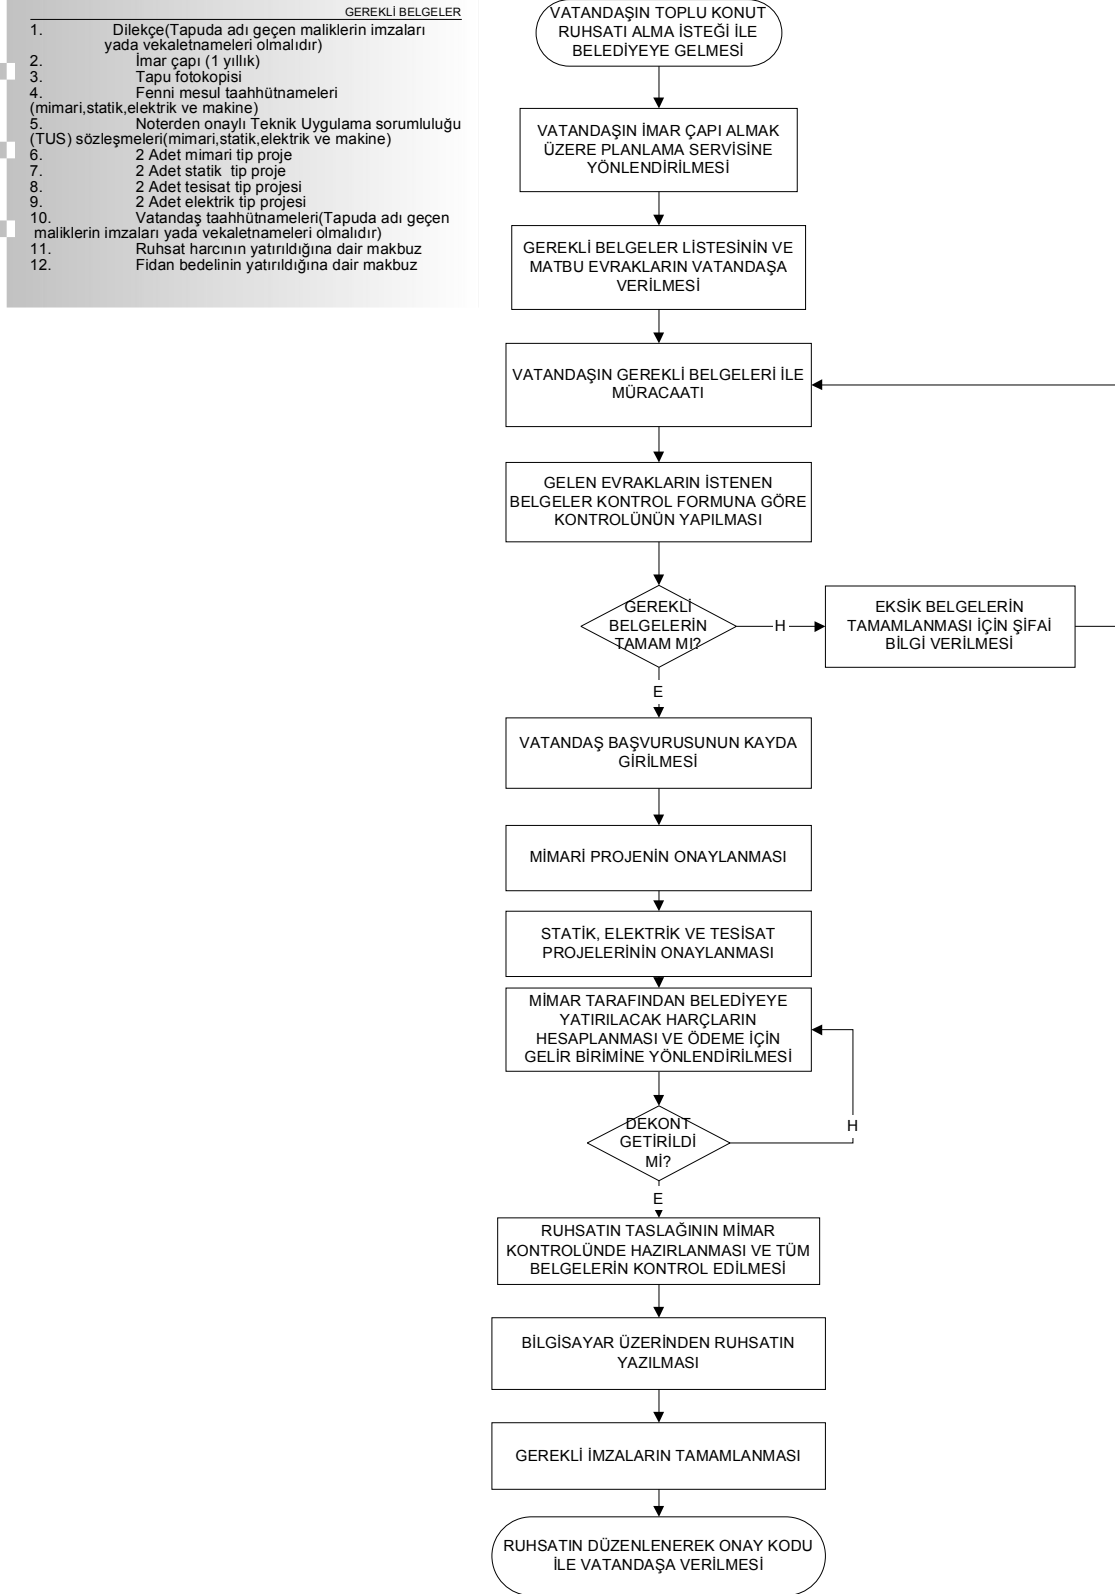 GEREKLİ BELGELER
1. Dilekçe(Tapuda adı geçen maliklerin imzaları
yada vekaletnameleri olmalıdır)
2. İmar çapı (1 yıllık)
3. Tapu fotokopisi
4. Fenni mesul taahhütnameleri
(mimari,statik,elektrik ve makine)
5. Noterden onaylı Teknik Uygulama sorumluluğu
(TUS) sözleşmeleri(mimari,statik,elektrik ve makine)
6. 2 Adet mimari tip proje
7. 2 Adet statik tip proje
8. 2 Adet tesisat tip projesi
9. 2 Adet elektrik tip projesi
10. Vatandaş taahhütnameleri(Tapuda adı geçen
maliklerin imzaları yada vekaletnameleri olmalıdır)
11. Ruhsat harcının yatırıldığına dair makbuz
12. Fidan bedelinin yatırıldığına dair makbuz
VATANDAŞIN TOPLU KONUT
RUHSATI ALMA İSTEĞİ İLE
BELEDİYEYE GELMESİ
VATANDAŞIN İMAR ÇAPI ALMAK
ÜZERE PLANLAMA SERVİSİNE
YÖNLENDİRİLMESİ
GEREKLİ BELGELER LİSTESİNİN VE
MATBU EVRAKLARIN VATANDAŞA
VERİLMESİ
VATANDAŞIN GEREKLİ BELGELERİ İLE
MÜRACAATI
GELEN EVRAKLARIN İSTENEN
BELGELER KONTROL FORMUNA GÖRE
KONTROLÜNÜN YAPILMASI
GEREKLİ
BELGELERİN
TAMAM MI?
H
EKSİK BELGELERİN
TAMAMLANMASI İÇİN ŞİFAİ
BİLGİ VERİLMESİ
E
VATANDAŞ BAŞVURUSUNUN KAYDA
GİRİLMESİ
MİMARİ PROJENİN ONAYLANMASI
STATİK, ELEKTRİK VE TESİSAT
PROJELERİNİN ONAYLANMASI
MİMAR TARAFINDAN BELEDİYEYE
YATIRILACAK HARÇLARIN
HESAPLANMASI VE ÖDEME İÇİN
GELİR BİRİMİNE YÖNLENDİRİLMESİ
DEKONT
GETİRİLDİ
Mİ?
H
E
RUHSATIN TASLAĞININ MİMAR
KONTROLÜNDE HAZIRLANMASI VE TÜM
BELGELERİN KONTROL EDİLMESİ
BİLGİSAYAR ÜZERİNDEN RUHSATIN
YAZILMASI
GEREKLİ İMZALARIN TAMAMLANMASI
RUHSATIN DÜZENLENEREK ONAY KODU
İLE VATANDAŞA VERİLMESİ